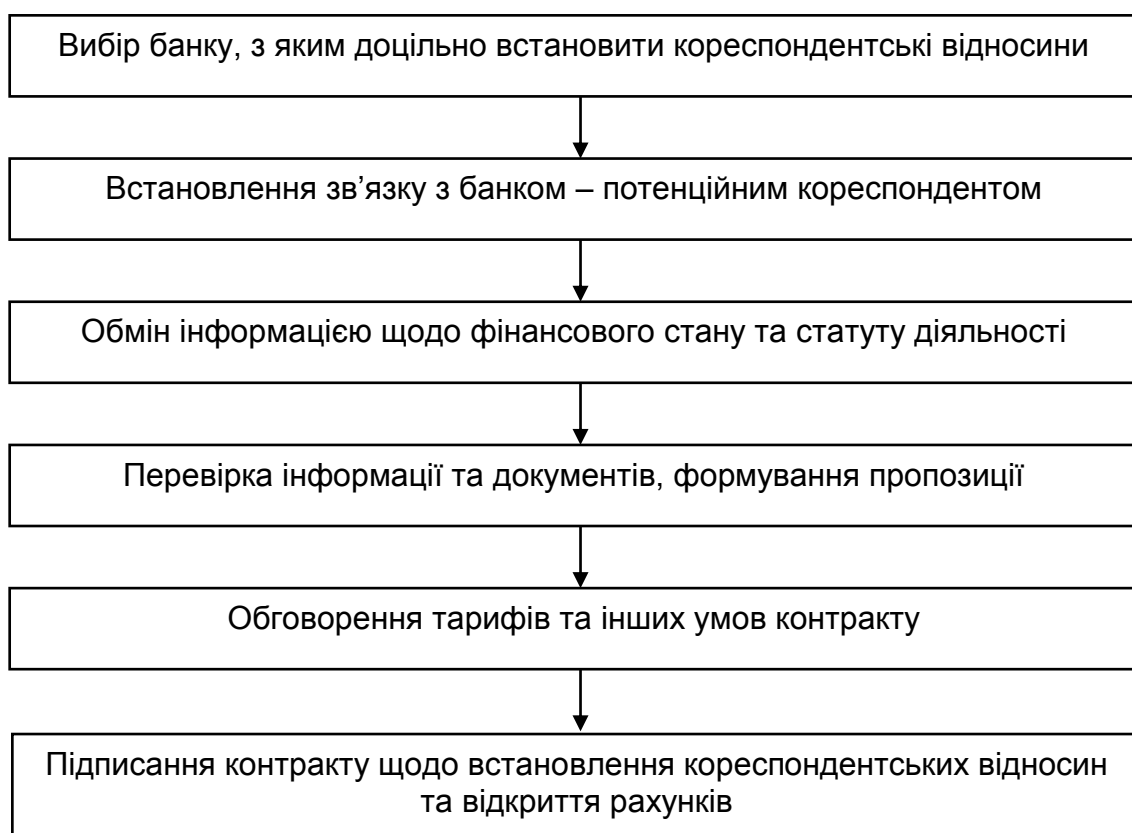 Вибір банку, з яким доцільно встановити кореспондентські відносини
Встановлення зв’язку з банком – потенційним кореспондентом
Обмін інформацією щодо фінансового стану та статуту діяльності
Перевірка інформації та документів, формування пропозиції
Обговорення тарифів та інших умов контракту
Підписання контракту щодо встановлення кореспондентських відносин
та відкриття рахунків